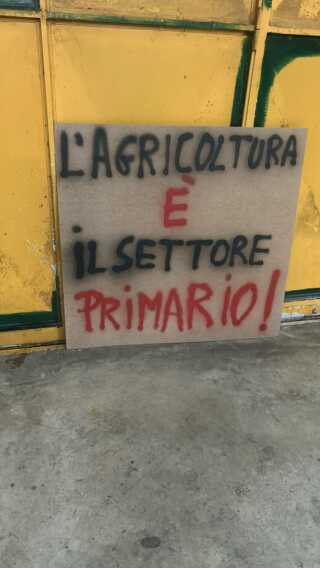 L'AGRICOLTURA
È
iL SETTORE
PRiMARiO!